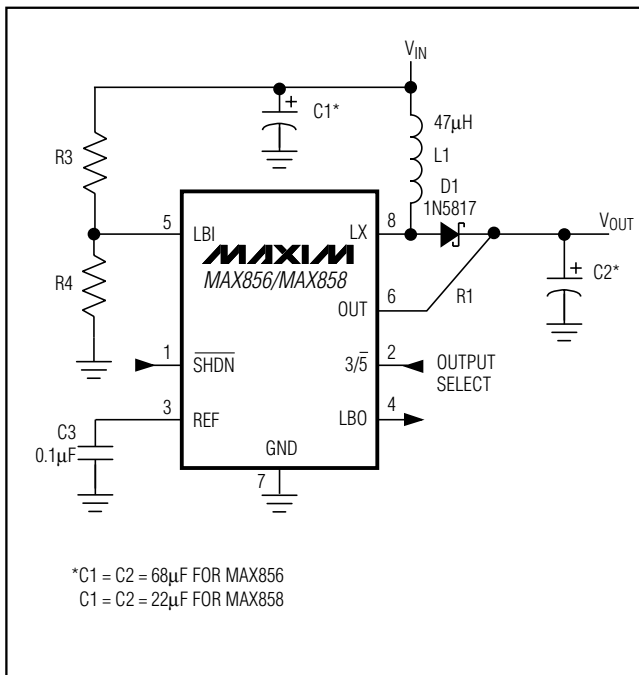 V_IN
C1*
+
47µH
L1
R3
D1
1N5817
5
LBI
MAXIM
MAX856/MAX858
LX
8
V_OUT
R4
+
C2*
OUT
6
R1
1
S̅H̅D̅N̅
3/5̅
2
OUTPUT
SELECT
3
REF
LBO
4
C3
0.1µF
GND
7
*C1 = C2 = 68µF FOR MAX856
C1 = C2 = 22µF FOR MAX858